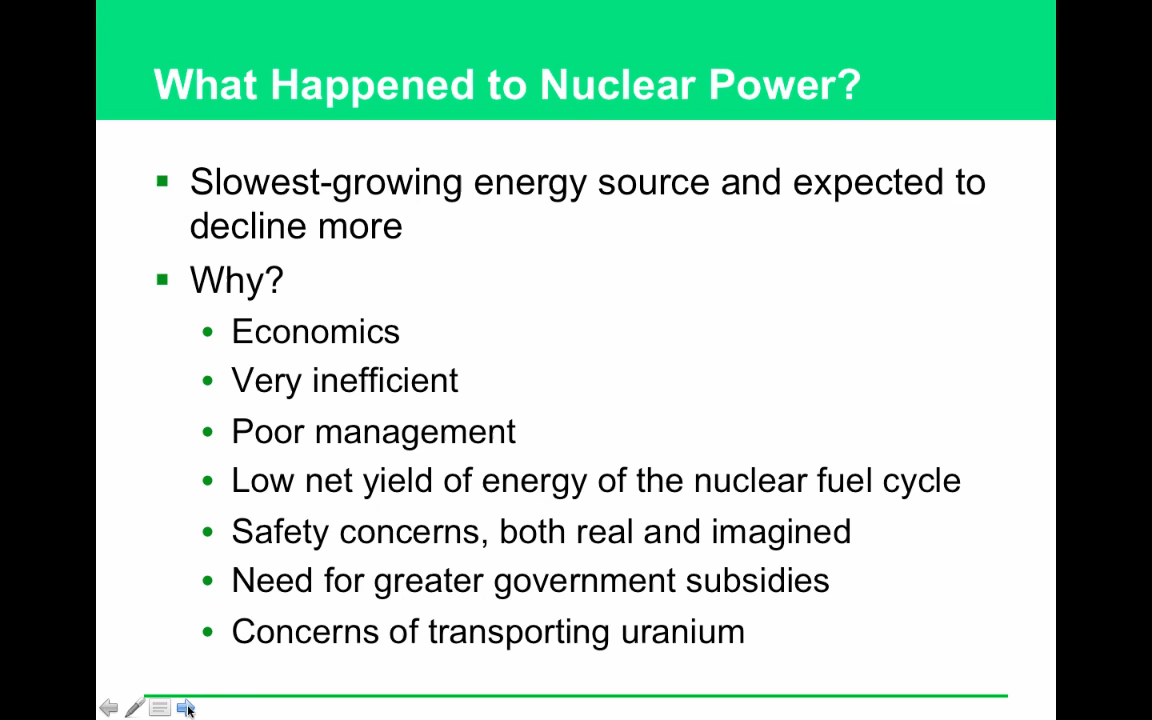 What Happened to Nuclear Power?
Slowest-growing energy source and expected to
decline more
Why?
Economics
Very inefficient
Poor management
Low net yield of energy of the nuclear fuel cycle
Safety concerns, both real and imagined
Need for greater government subsidies
Concerns of transporting uranium